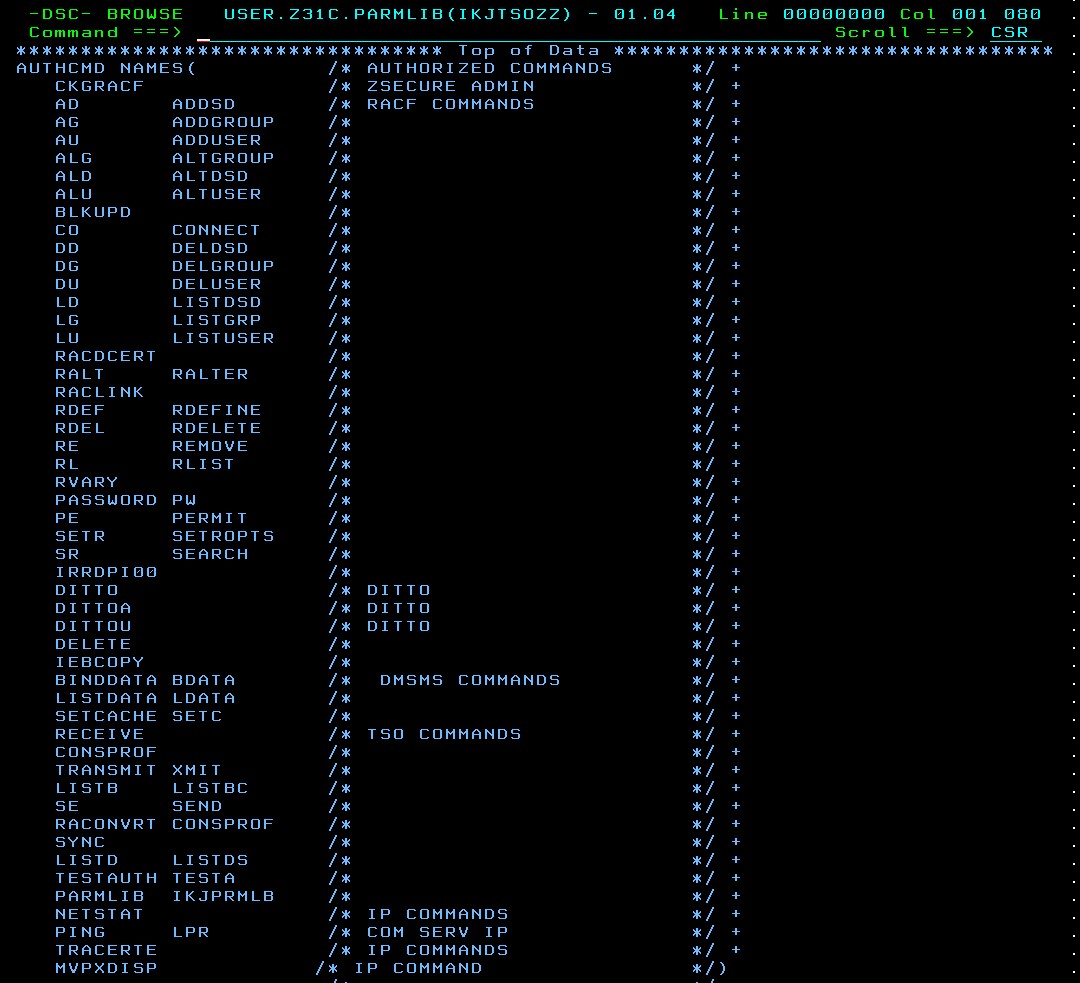 -DSC- BROWSE    USER.Z31C.PARMLIB(IKJTSOZZ) - 01.04    Line 00000000 Col 001 080
Command ===> _ Scroll ===> CSR
********************************* Top of Data **********************************
AUTHCMD NAMES(          /* AUTHORIZED COMMANDS      */ +
   CKGRACF              /* ZSECURE ADMIN            */ +
   AD       ADDSD       /* RACF COMMANDS            */ +
   AG       ADDGROUP    /*                          */ +
   AU       ADDUSER     /*                          */ +
   ALG      ALTGROUP    /*                          */ +
   ALD      ALTDSD      /*                          */ +
   ALU      ALTUSER     /*                          */ +
   BLKUPD               /*                          */ +
   CO       CONNECT     /*                          */ +
   DD       DELDSD      /*                          */ +
   DG       DELGROUP    /*                          */ +
   DU       DELUSER     /*                          */ +
   LD       LISTDSD     /*                          */ +
   LG       LISTGRP     /*                          */ +
   LU       LISTUSER    /*                          */ +
   RACDCERT             /*                          */ +
   RALT     RALTER      /*                          */ +
   RACLINK              /*                          */ +
   RDEF     RDEFINE     /*                          */ +
   RDEL     RDELETE     /*                          */ +
   RE       REMOVE      /*                          */ +
   RL       RLIST       /*                          */ +
   RVARY                /*                          */ +
   PASSWORD PW          /*                          */ +
   PE       PERMIT      /*                          */ +
   SETR     SETROPTS    /*                          */ +
   SR       SEARCH      /*                          */ +
   IRRDPI00             /*                          */ +
   DITTO                /* DITTO                    */ +
   DITTOA               /* DITTO                    */ +
   DITTOU               /* DITTO                    */ +
   DELETE               /*                          */ +
   IEBCOPY              /*                          */ +
   BINDDATA BDATA       /*  DMSMS COMMANDS          */ +
   LISTDATA LDATA       /*                          */ +
   SETCACHE SETC        /*                          */ +
   RECEIVE              /* TSO COMMANDS             */ +
   CONSPROF             /*                          */ +
   TRANSMIT XMIT        /*                          */ +
   LISTB    LISTBC      /*                          */ +
   SE       SEND        /*                          */ +
   RACONVRT CONSPROF    /*                          */ +
   SYNC                 /*                          */ +
   LISTD    LISTDS      /*                          */ +
   TESTAUTH TESTA       /*                          */ +
   PARMLIB  IKJPRMLB    /*                          */ +
   NETSTAT              /* IP COMMANDS              */ +
   PING     LPR         /* COM SERV IP              */ +
   TRACERTE             /* IP COMMANDS              */ +
   MVPXDISP            /* IP COMMAND                */)